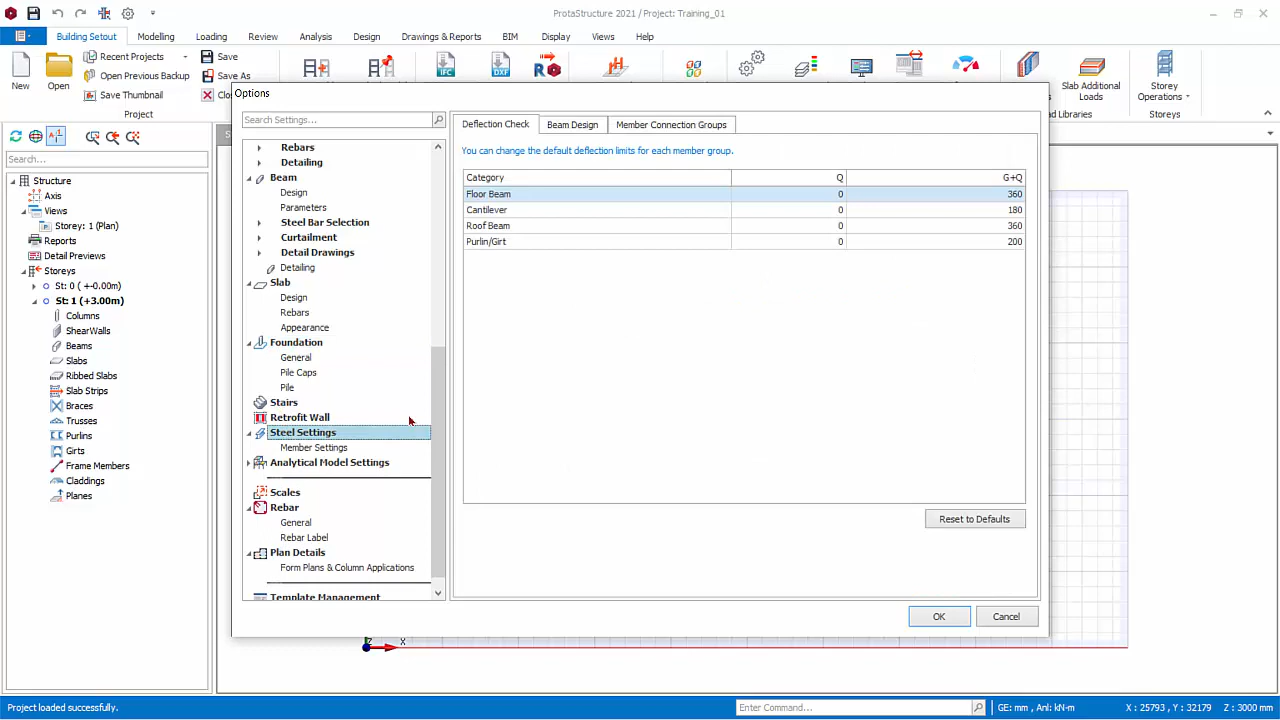 ProtaStructure 2021 / Project: Training_01
Building Setout Modelling Loading Review Analysis Design Drawings & Reports BIM Display Views Help
New
Open
Recent Projects
Open Previous Backup
Save Thumbnail
Save
Save As
Project
Slab Additional
Loads
Storey
Operations
Storeys
Search...
Structure
Axis
Views
Storey: 1 (Plan)
Reports
Detail Previews
Storeys
St: 0 ( +-0.00m)
St: 1 (+3.00m)
Columns
ShearWalls
Beams
Slabs
Ribbed Slabs
Slab Strips
Braces
Trusses
Purlins
Girts
Frame Members
Claddings
Planes
Options
Search Settings...
Rebars
Detailing
Beam
Design
Parameters
Steel Bar Selection
Curtailment
Detail Drawings
Detailing
Slab
Design
Rebars
Appearance
Foundation
General
Pile Caps
Pile
Stairs
Retrofit Wall
Steel Settings
Member Settings
Analytical Model Settings
Scales
Rebar
General
Rebar Label
Plan Details
Form Plans & Column Applications
Template Management
Deflection Check Beam Design Member Connection Groups
You can change the default deflection limits for each member group.
Category Q G+Q
Floor Beam 0 360
Cantilever 0 180
Roof Beam 0 360
Purlin/Girt 0 200
Reset to Defaults
OK Cancel
X
Project loaded successfully.
Enter Command...
GE: mm , Anl: kN-m
X : 25793 , Y : 32179
Z : 3000 mm